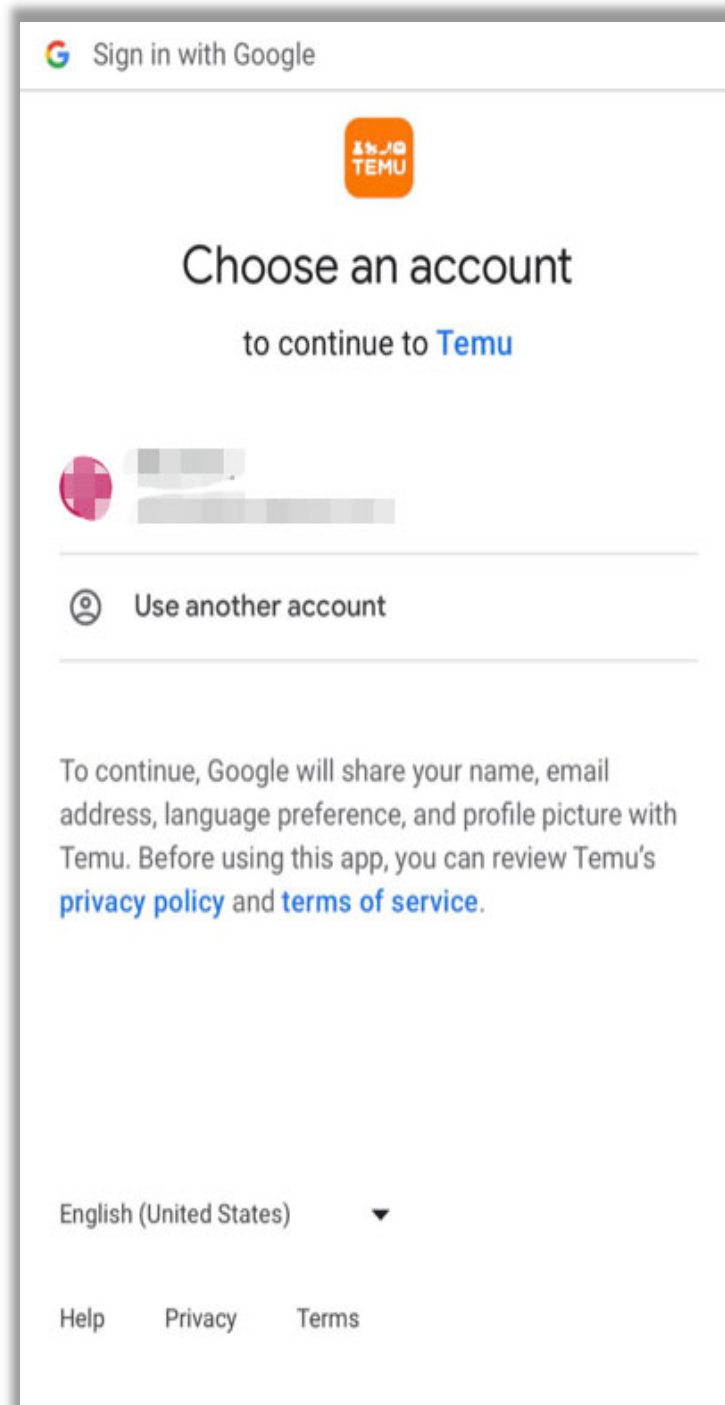 Sign in with Google
TEMU
Choose an account
to continue to Temu
Use another account
To continue, Google will share your name, email
address, language preference, and profile picture with
Temu. Before using this app, you can review Temu's
privacy policy and terms of service.
English (United States)
Help Privacy Terms